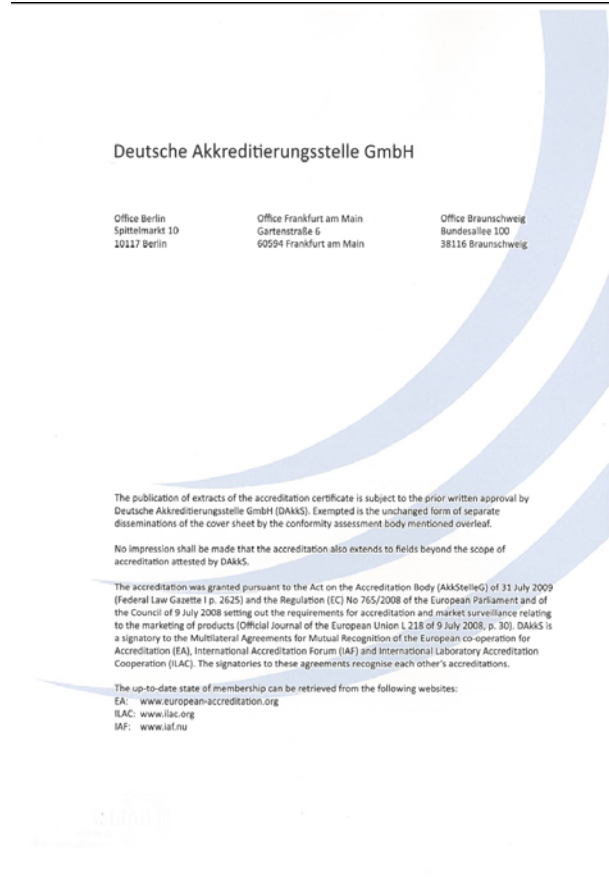 Deutsche Akkreditierungsstelle GmbH
Office Berlin
Spittelmarkt 10
10117 Berlin
Office Frankfurt am Main
Gartenstraße 6
60594 Frankfurt am Main
Office Braunschweig
Bundesallee 100
38116 Braunschweig
The publication of extracts of the accreditation certificate is subject to the prior written approval by
Deutsche Akkreditierungsstelle GmbH (DAkkS). Exempted is the unchanged form of separate
disseminations of the cover sheet by the conformity assessment body mentioned overleaf.
No impression shall be made that the accreditation also extends to fields beyond the scope of
accreditation attested by DAkkS.
The accreditation was granted pursuant to the Act on the Accreditation Body (AkkStelleG) of 31 July 2009
(Federal Law Gazette I p. 2625) and the Regulation (EC) No 765/2008 of the European Parliament and of
the Council of 9 July 2008 setting out the requirements for accreditation and market surveillance relating
to the marketing of products (Official Journal of the European Union L 218 of 9 July 2008, p. 30). DAkkS is
a signatory to the Multilateral Agreements for Mutual Recognition of the European co-operation for
Accreditation (EA), International Accreditation Forum (IAF) and International Laboratory Accreditation
Cooperation (ILAC). The signatories to these agreements recognise each other's accreditations.
The up-to-date state of membership can be retrieved from the following websites:
EA: www.european-accreditation.org
ILAC: www.ilac.org
IAF: www.iaf.nu